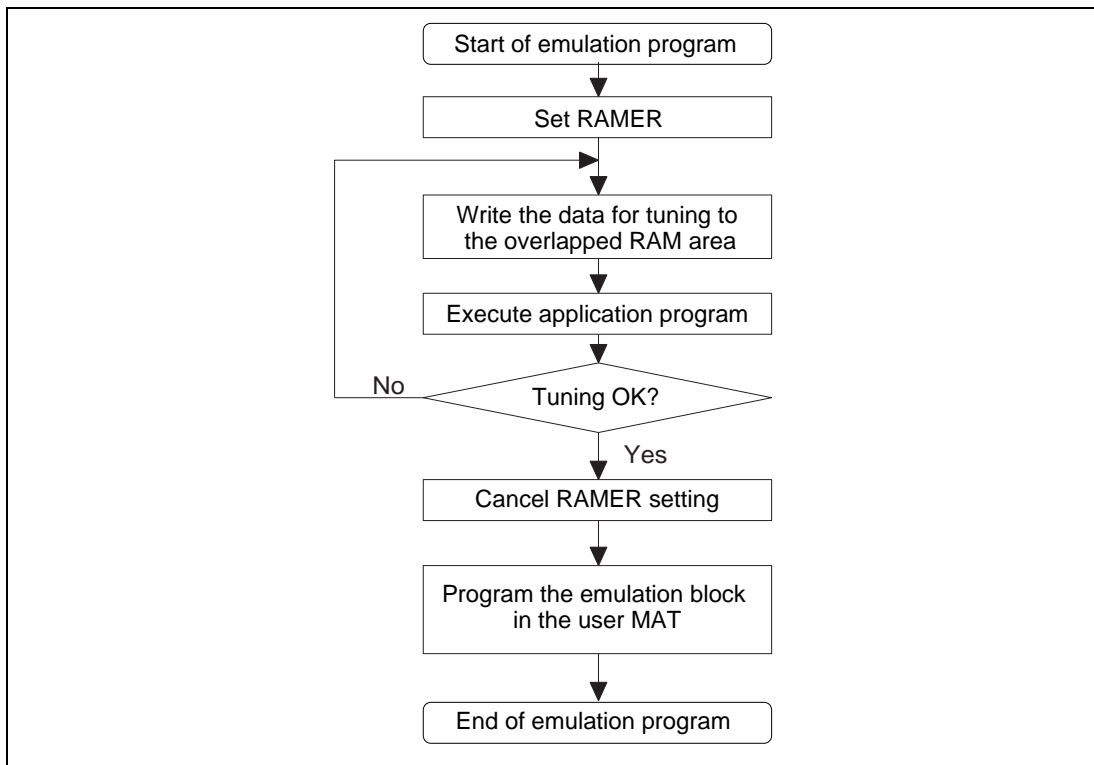 Start of emulation program
Set RAMER
Write the data for tuning to
the overlapped RAM area
Execute application program
Tuning OK?
No
Yes
Cancel RAMER setting
Program the emulation block
in the user MAT
End of emulation program